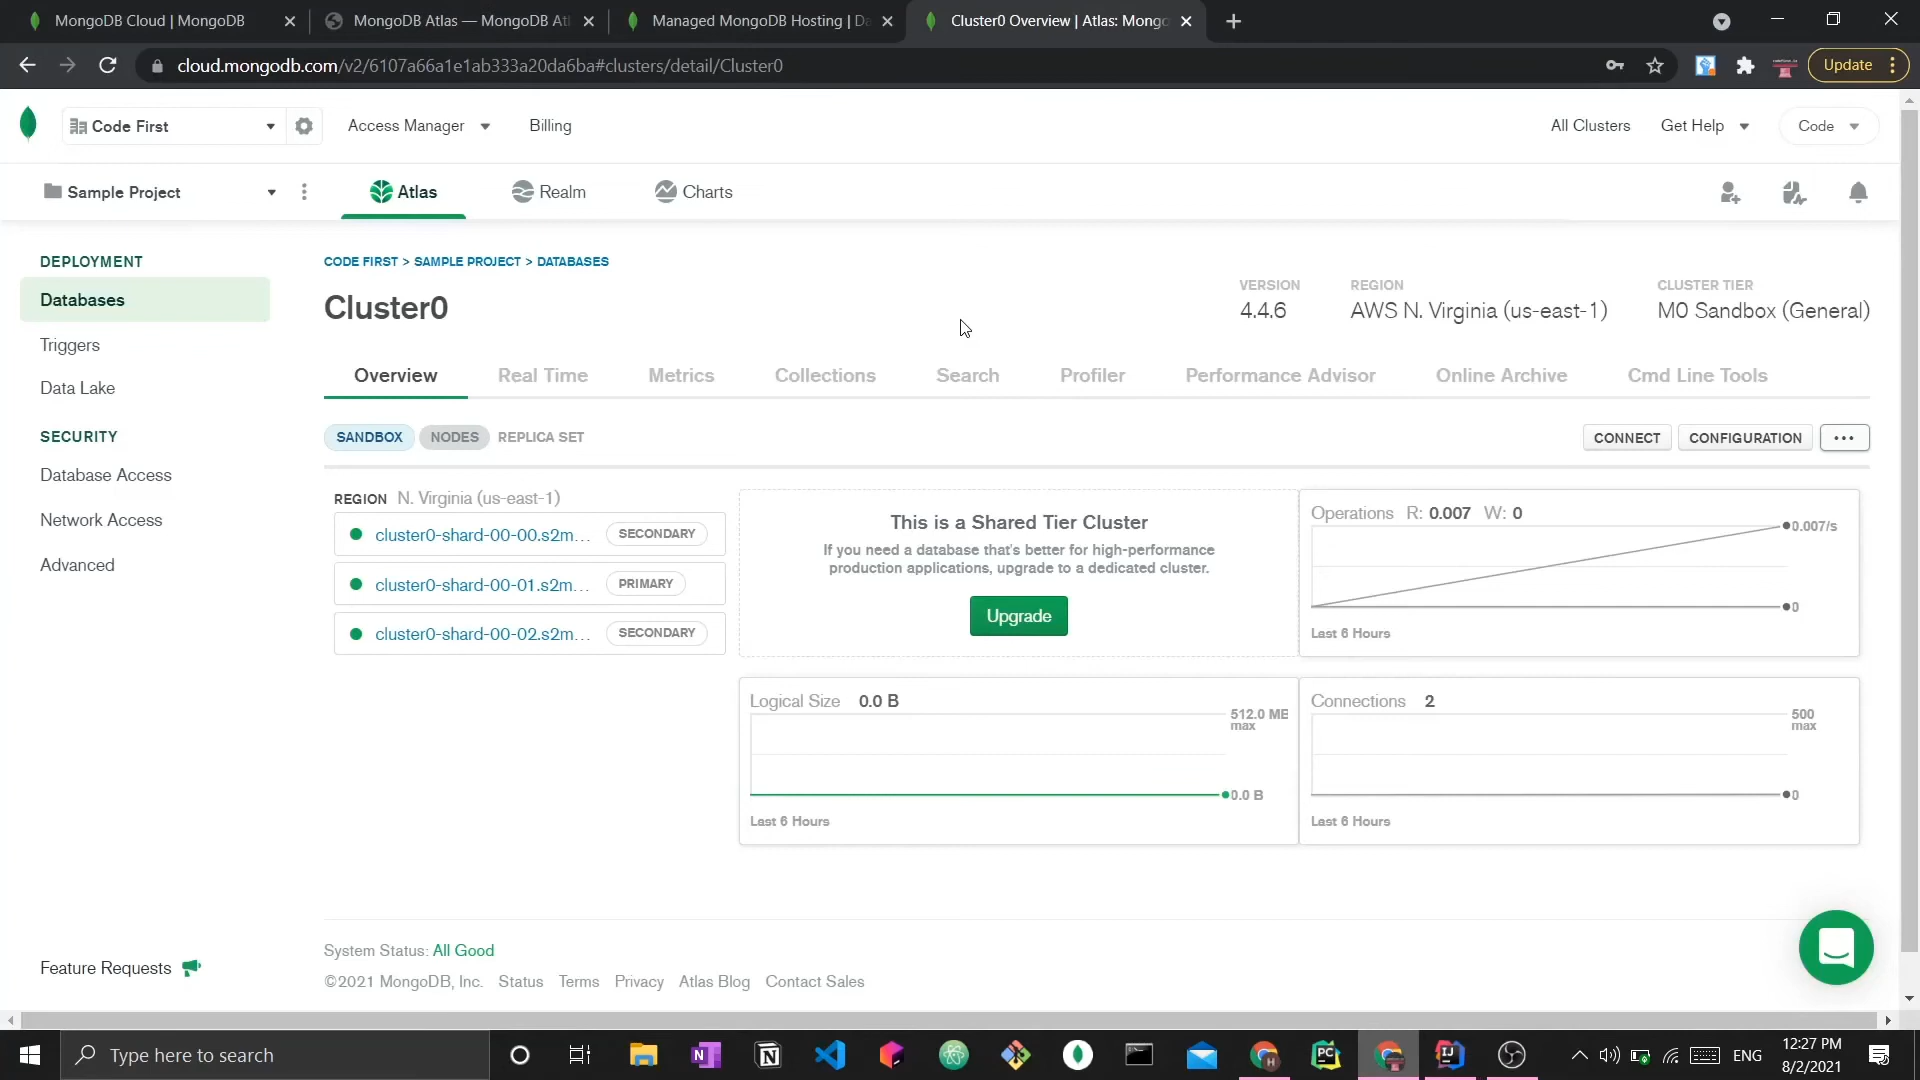 MongoDB Cloud | MongoDB
MongoDB Atlas — MongoDB Atl
Managed MongoDB Hosting | Da
Cluster0 Overview | Atlas: Mongo
cloud.mongodb.com/v2/6107a66a1e1ab333a20da6ba#clusters/detail/Cluster0
Update
Code First
Access Manager
Billing
All Clusters
Get Help
Code
Sample Project
Atlas
Realm
Charts
DEPLOYMENT
Databases
Triggers
Data Lake
SECURITY
Database Access
Network Access
Advanced
Feature Requests
CODE FIRST > SAMPLE PROJECT > DATABASES
Cluster0
VERSION
4.4.6
REGION
AWS N. Virginia (us-east-1)
CLUSTER TIER
M0 Sandbox (General)
Overview
Real Time
Metrics
Collections
Search
Profiler
Performance Advisor
Online Archive
Cmd Line Tools
SANDBOX
NODES
REPLICA SET
CONNECT
CONFIGURATION
...
REGION N. Virginia (us-east-1)
cluster0-shard-00-00.s2m... SECONDARY
cluster0-shard-00-01.s2m... PRIMARY
cluster0-shard-00-02.s2m... SECONDARY
This is a Shared Tier Cluster
If you need a database that's better for high-performance
production applications, upgrade to a dedicated cluster.
Upgrade
Operations R: 0.007 W: 0
0.007/s
0
Last 6 Hours
Logical Size 0.0 B
512.0 MB
max
0.0 B
Last 6 Hours
Connections 2
500
max
0
Last 6 Hours
System Status: All Good
©2021 MongoDB, Inc. Status Terms Privacy Atlas Blog Contact Sales
Type here to search
ENG
12:27 PM
8/2/2021